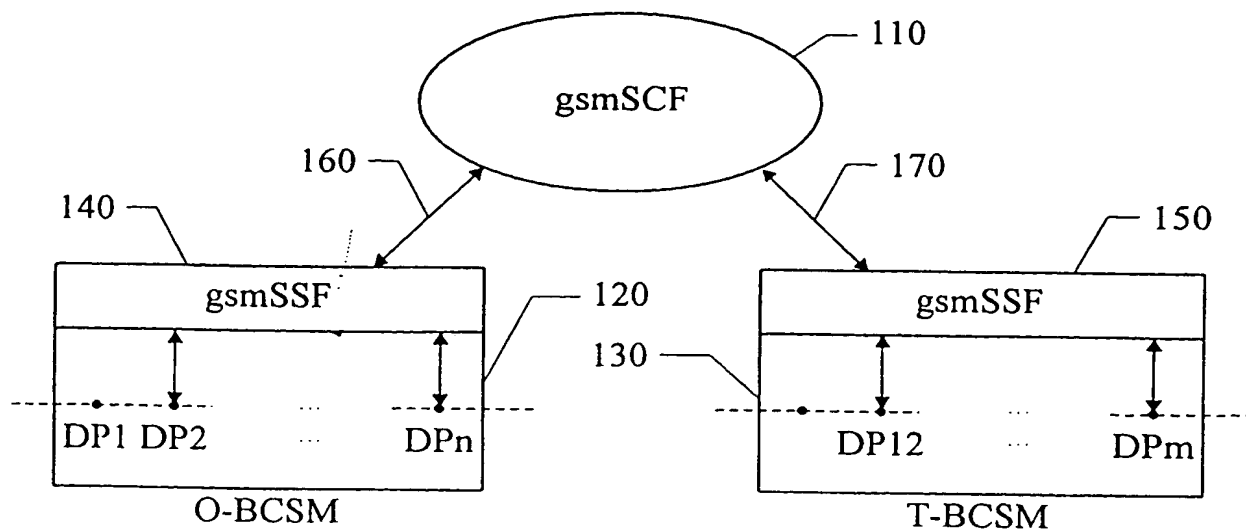 110
gsmSCF
160
170
140
150
gsmSSF
120
gsmSSF
130
...
...
DP1 DP2
...
DPn
DP12
...
DPm
O-BCSM
T-BCSM